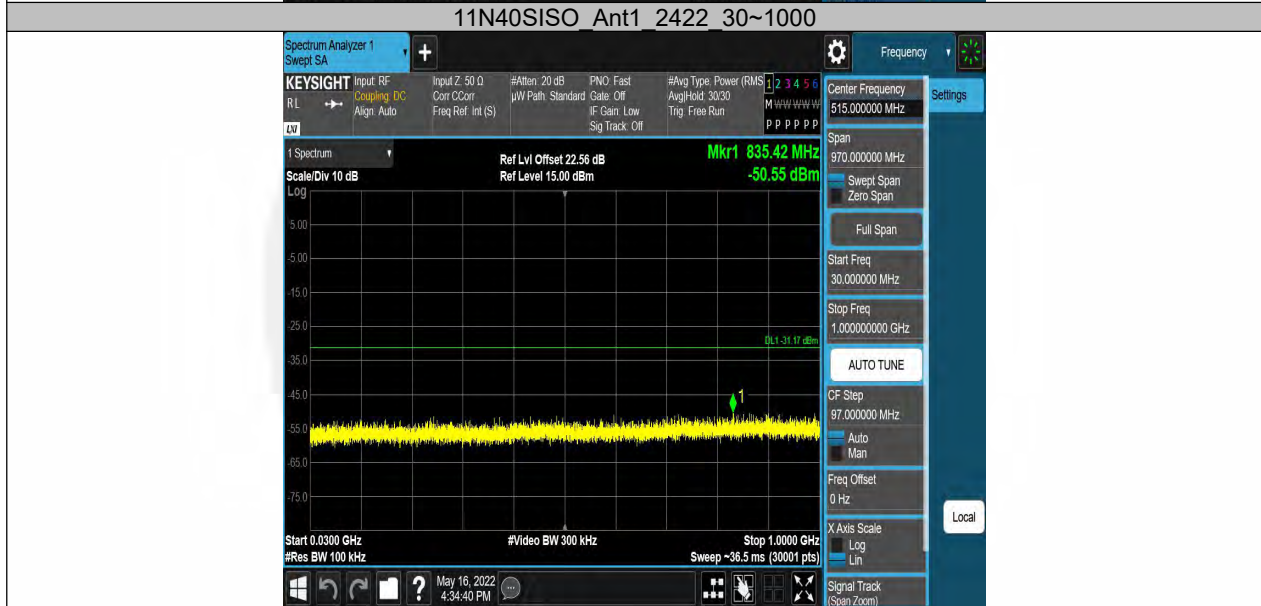 11N40SISO_Ant1_2422_30~1000
Spectrum Analyzer 1
Swept SA
+
Frequency
KEYSIGHT
RL
LXI
Input: RF
Coupling: DC
Align: Auto
Input Z: 50 Ω
Corr CCorr
Freq Ref: Int (S)
#Atten: 20 dB
µW Path: Standard
PNO: Fast
Gate: Off
IF Gain: Low
Sig Track: Off
#Avg Type: Power (RMS
Avg|Hold: 30/30
Trig: Free Run
1 2 3 4 5 6
M W W W W W
P P P P P P
Center Frequency
515.000000 MHz
Settings
Span
970.000000 MHz
Swept Span
Zero Span
Full Span
Start Freq
30.000000 MHz
Stop Freq
1.000000000 GHz
AUTO TUNE
CF Step
97.000000 MHz
Auto
Man
Freq Offset
0 Hz
X Axis Scale
Log
Lin
Signal Track
(Span Zoom)
Local
1 Spectrum
Scale/Div 10 dB
Log
Ref Lvl Offset 22.56 dB
Ref Level 15.00 dBm
Mkr1 835.42 MHz
-50.55 dBm
5.00
-5.00
-15.0
-25.0
DL1 -31.17 dBm
-35.0
-45.0
1
-55.0
-65.0
-75.0
Start 0.0300 GHz
#Res BW 100 kHz
#Video BW 300 kHz
Stop 1.0000 GHz
Sweep ~36.5 ms (30001 pts)
?
May 16, 2022
4:34:40 PM